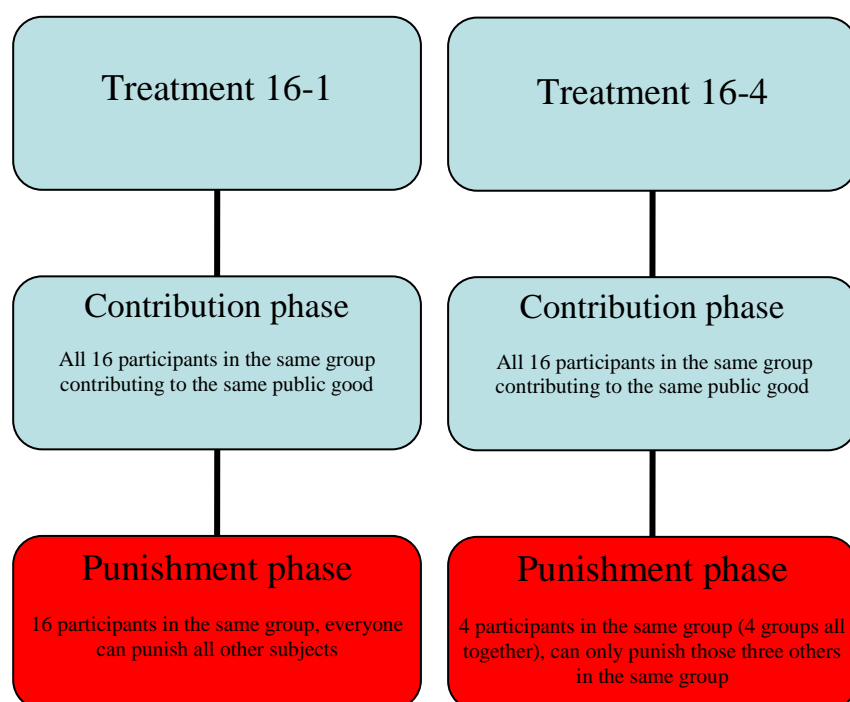 Treatment 16-1
Contribution phase
All 16 participants in the same group
contributing to the same public good
Punishment phase
16 participants in the same group, everyone
can punish all other subjects
Treatment 16-4
Contribution phase
All 16 participants in the same group
contributing to the same public good
Punishment phase
4 participants in the same group (4 groups all
together), can only punish those three others
in the same group